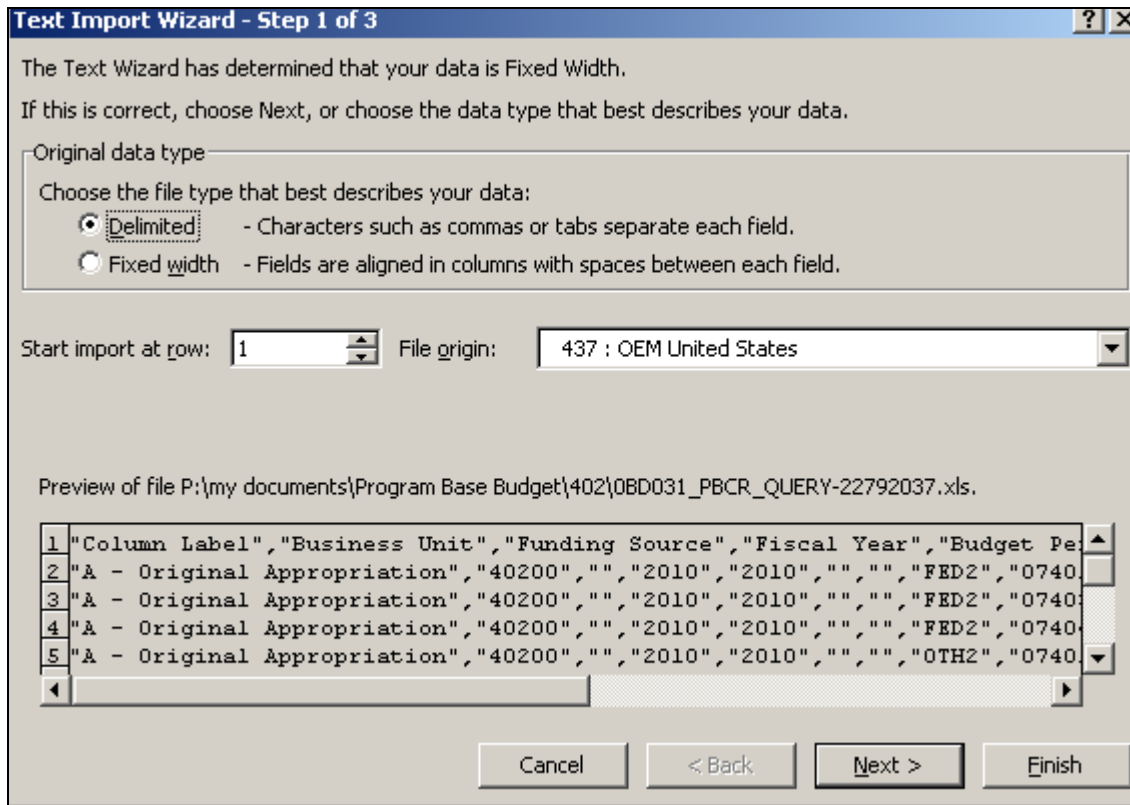 Text Import Wizard - Step 1 of 3
The Text Wizard has determined that your data is Fixed Width.
If this is correct, choose Next, or choose the data type that best describes your data.
Original data type
Choose the file type that best describes your data:
Delimited - Characters such as commas or tabs separate each field.
Fixed width - Fields are aligned in columns with spaces between each field.
Start import at row: 1 File origin: 437 : OEM United States
Preview of file P:\my documents\Program Base Budget\402\0BD031_PBCR_QUERY-22792037.xls.
1 "Column Label","Business Unit","Funding Source","Fiscal Year","Budget Pe
2 "A - Original Appropriation","40200","","2010","2010","","","FED2","0740
3 "A - Original Appropriation","40200","","2010","2010","","","FED2","0740
4 "A - Original Appropriation","40200","","2010","2010","","","FED2","0740
5 "A - Original Appropriation","40200","","2010","2010","","","OTH2","0740
Cancel < Back Next > Finish